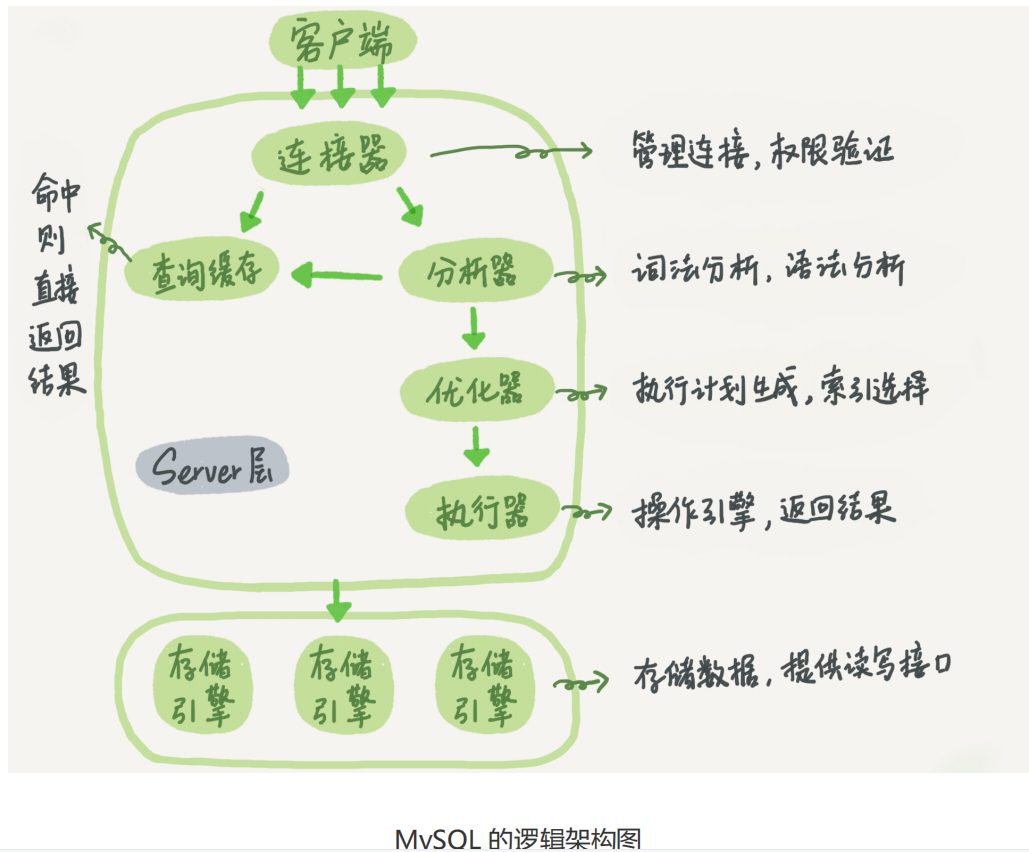 客户端
连接器
管理连接，权限验证
命中
则
直接
返回
结果
查询缓存
分析器
词法分析，语法分析
优化器
执行计划生成，索引选择
Server层
执行器
操作引擎，返回结果
存储
引擎
存储
引擎
存储
引擎
存储数据，提供读写接口
MySQL 的逻辑架构图